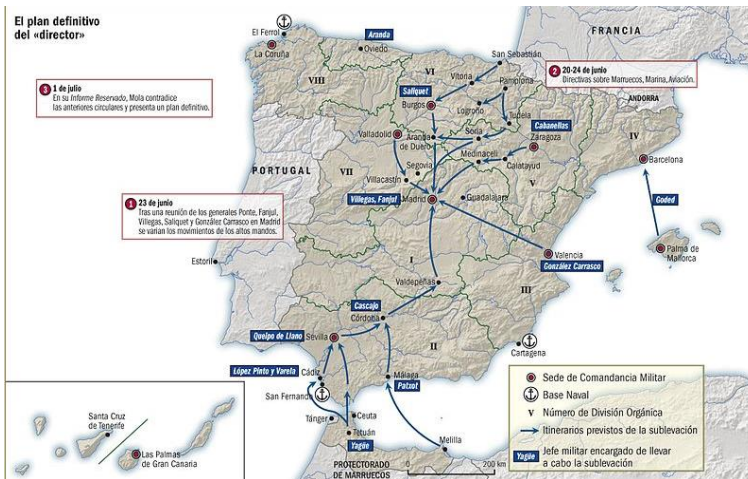 El plan definitivo
del «director»
FRANCIA
El Ferrol
La Coruña
Aranda
Oviedo
San Sebastián
VIII
VI
Vitoria
Pamplona
3 1 de julio
En su Informe Reservado, Mola contradice
las anteriores circulares y presenta un plan definitivo.
2 20-24 de junio
Directivas sobre Marruecos, Marina, Aviación.
Saliquet
Burgos
Logroño
Tudela
ANDORRA
Cabanellas
Zaragoza
IV
Valladolid
Aranda
de Duero
Soria
Medinaceli
Calatayud
Barcelona
PORTUGAL
VII
Segovia
Villacastín
V
Villegas, Fanjul
Madrid
Guadalajara
Goded
1 23 de junio
Tras una reunión de los generales Ponte, Fanjul,
Villegas, Saliquet y González Carrasco en Madrid
se varian los movimientos de los altos mandos.
Palma de
Mallorca
Estoril
I
Valencia
González Carrasco
Valdepeñas
III
Cascajo
Córdoba
Queipo de Llano
Sevilla
II
Cartagena
López Pinto y Varela
Cádiz
San Fernando
Málaga
Patxot
Tánger
Ceuta
Tetuán
Yagüe
Melilla
PROTECTORADO
DE MARRUECOS
0
200 km
Santa Cruz
de Tenerife
Las Palmas
de Gran Canaria
Sede de Comandancia Militar
Base Naval
V Número de División Orgánica
Itinerarios previstos de la sublevación
Yagüe Jefe militar encargado de llevar
a cabo la sublevación